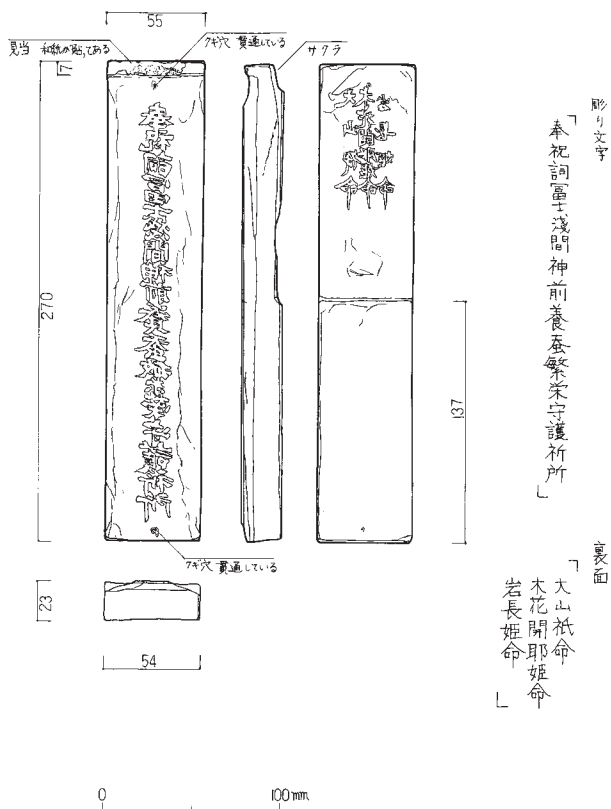 55
見当 和紙が貼ってある
クギ穴 貫通している
サクラ
7
270
137
クギ穴 貫通している
23
54
0 100mm
彫り文字
「奉祝詞冨士淺間神前養蚕繁栄守護祈所」
裏面
「大山祇命
木花開耶姫命
岩長姫命」